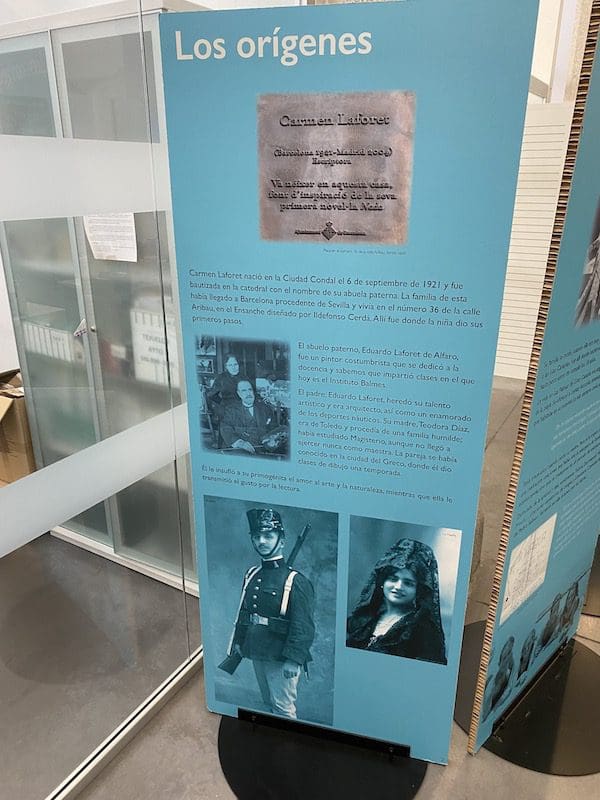 Los orígenes
Carmen Laforet
(Barcelona 1921-Madrid 2004)
Escriptora
Va néixer en aquesta casa,
font d'inspiració de la seva
primera novel·la Nada
Ajuntament de Barcelona
Carmen Laforet nació en la Ciudad Condal el 6 de septiembre de 1921 y fue
bautizada en la catedral con el nombre de su abuela paterna. La familia de esta
había llegado a Barcelona procedente de Sevilla y vivía en el número 36 de la calle
Aribau, en el Ensanche diseñado por Ildefonso Cerdá. Allí fue donde la niña dio sus
primeros pasos.
El abuelo paterno, Eduardo Laforet de Alfaro,
fue un pintor costumbrista que se dedicó a la
docencia y sabemos que impartió clases en el que
hoy es el Instituto Balmes.
El padre, Eduardo Laforet, heredó su talento
artístico y era arquitecto, así como un enamorado
de los deportes náuticos. Su madre, Teodora Díaz,
era de Toledo y procedía de una familia humilde;
había estudiado Magisterio, aunque no llegó a
ejercer nunca como maestra. La pareja se había
conocido en la ciudad del Greco, donde él dio
clases de dibujo una temporada.
Él le insufló a su primogénita el amor al arte y la naturaleza, mientras que ella le
transmitió el gusto por la lectura.